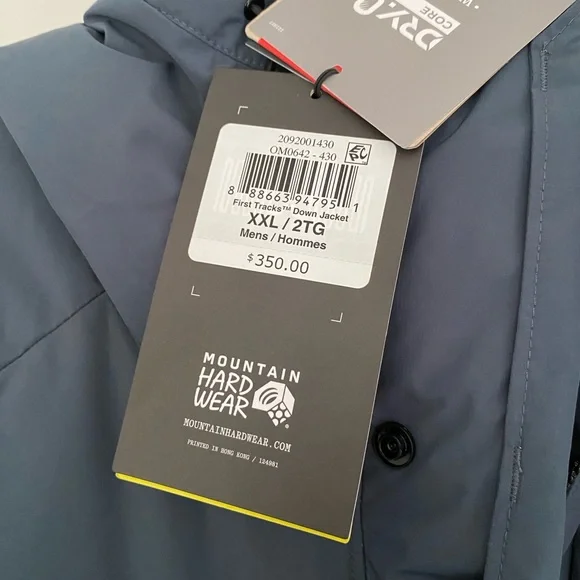 DRY.Q
CORE
2092001430
OM0642 - 430
8 88663 94795 1
First Tracks™ Down Jacket
XXL / 2TG
Mens / Hommes
$350.00
MOUNTAIN
HARD
WEAR
MOUNTAINHARDWEAR.COM
PRINTED IN HONG KONG / 124981